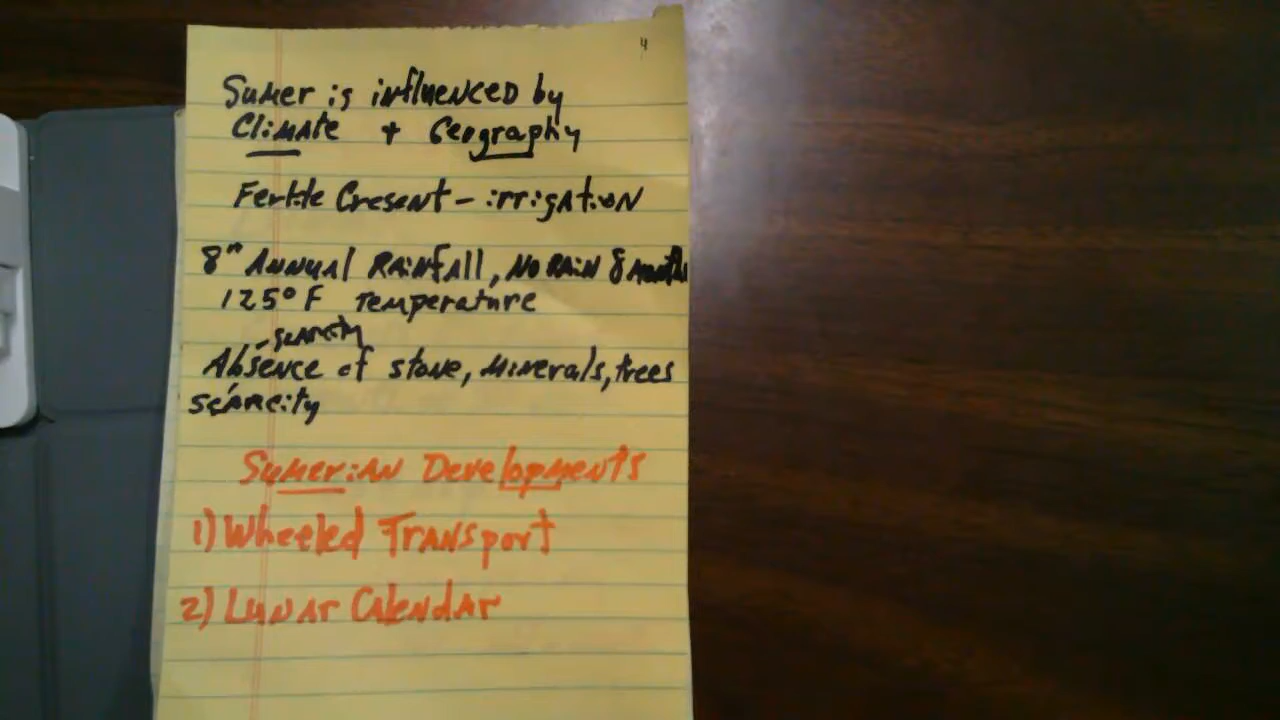 4
Sumer is influenced by
Climate + Geography
Fertile Cresent - irrigation
8" Annual Rainfall, No Rain 8 months
125°F Temperature
- scarcity
Absence of stone, minerals, trees
scarcity
Sumerian Developments
1) Wheeled Transport
2) Lunar Calendar